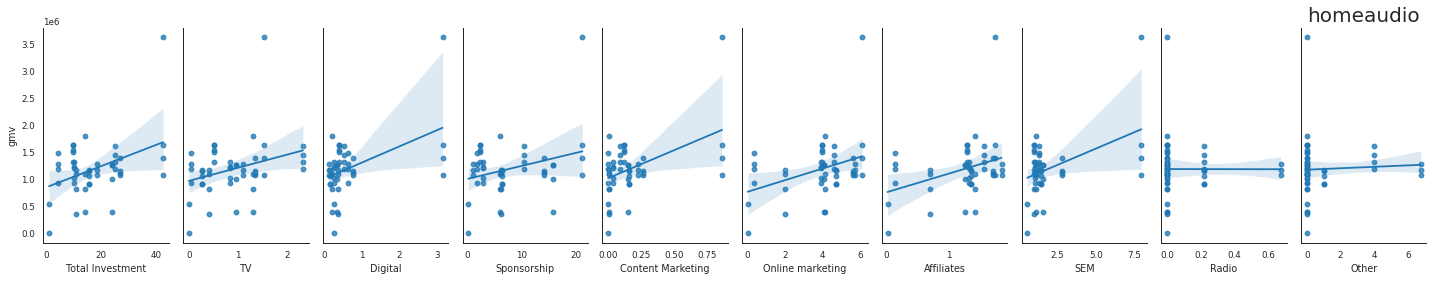 homeaudio
1e6
gmv
3.5
3.0
2.5
2.0
1.5
1.0
0.5
0.0
0 20 40
Total Investment
0 1 2
TV
0 1 2 3
Digital
0 5 10 15 20
Sponsorship
0.00 0.25 0.50 0.75
Content Marketing
0 2 4 6
Online marketing
0 1
Affiliates
2.5 5.0 7.5
SEM
0.0 0.2 0.4 0.6
Radio
0 2 4 6
Other